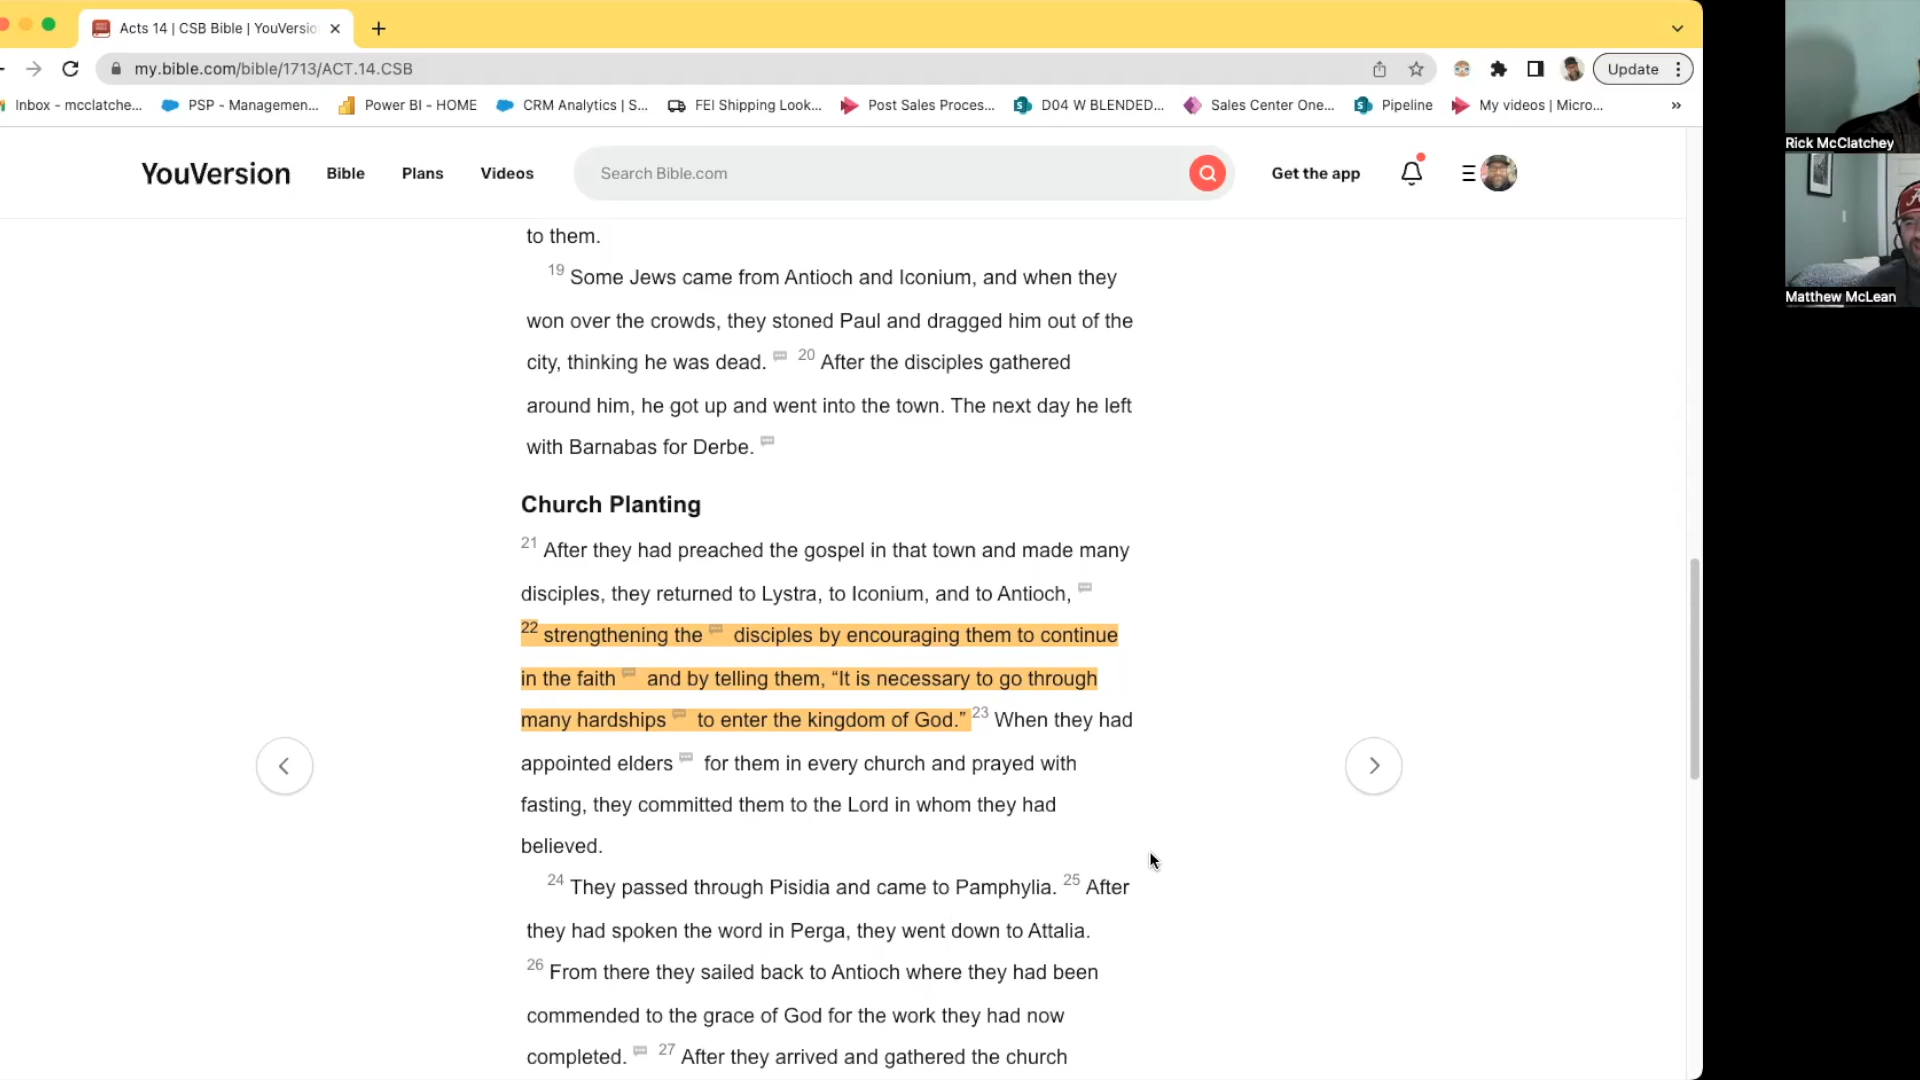 Acts 14 | CSB Bible | YouVersio
my.bible.com/bible/1713/ACT.14.CSB
Update
Inbox - mcclatche...
PSP - Managemen...
Power BI - HOME
CRM Analytics | S...
FEI Shipping Look...
Post Sales Proces...
D04 W BLENDED...
Sales Center One...
Pipeline
My videos | Micro...
»
YouVersion
Bible
Plans
Videos
Search Bible.com
Get the app
Rick McClatchey
Matthew McLean
to them.
19 Some Jews came from Antioch and Iconium, and when they
won over the crowds, they stoned Paul and dragged him out of the
city, thinking he was dead. 20 After the disciples gathered
around him, he got up and went into the town. The next day he left
with Barnabas for Derbe.
Church Planting
21 After they had preached the gospel in that town and made many
disciples, they returned to Lystra, to Iconium, and to Antioch,
22 strengthening the disciples by encouraging them to continue
in the faith and by telling them, “It is necessary to go through
many hardships to enter the kingdom of God.” 23 When they had
appointed elders for them in every church and prayed with
fasting, they committed them to the Lord in whom they had
believed.
24 They passed through Pisidia and came to Pamphylia. 25 After
they had spoken the word in Perga, they went down to Attalia.
26 From there they sailed back to Antioch where they had been
commended to the grace of God for the work they had now
completed. 27 After they arrived and gathered the church